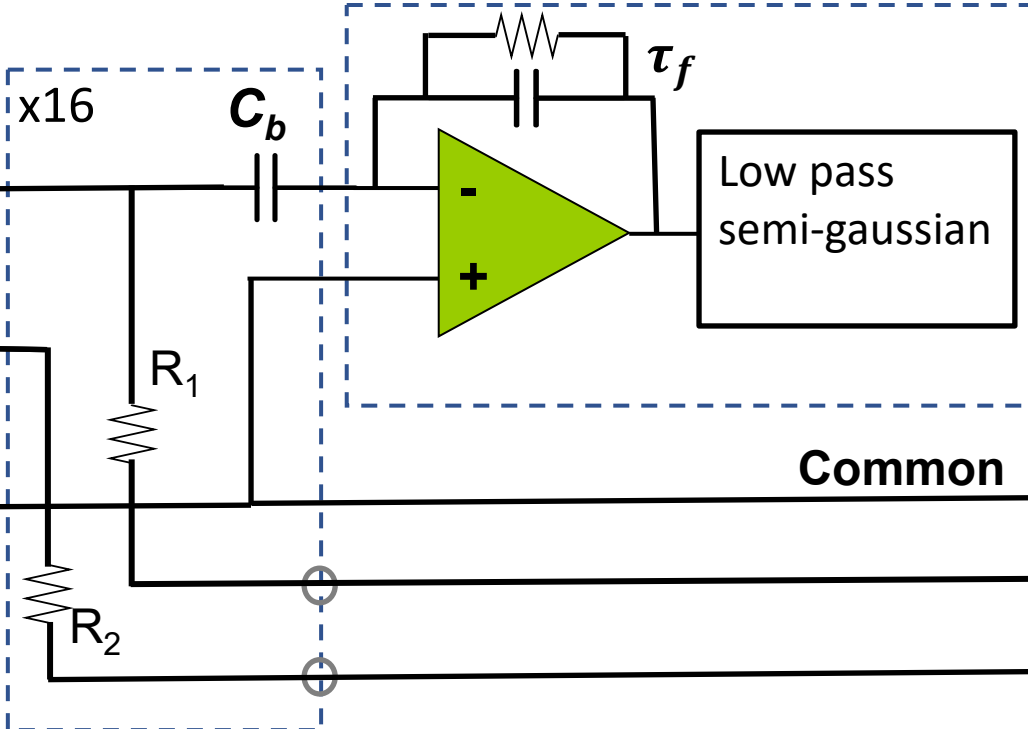 x16
C_b
τ_f
-
+
Low pass
semi-gaussian
R_1
Common
R_2